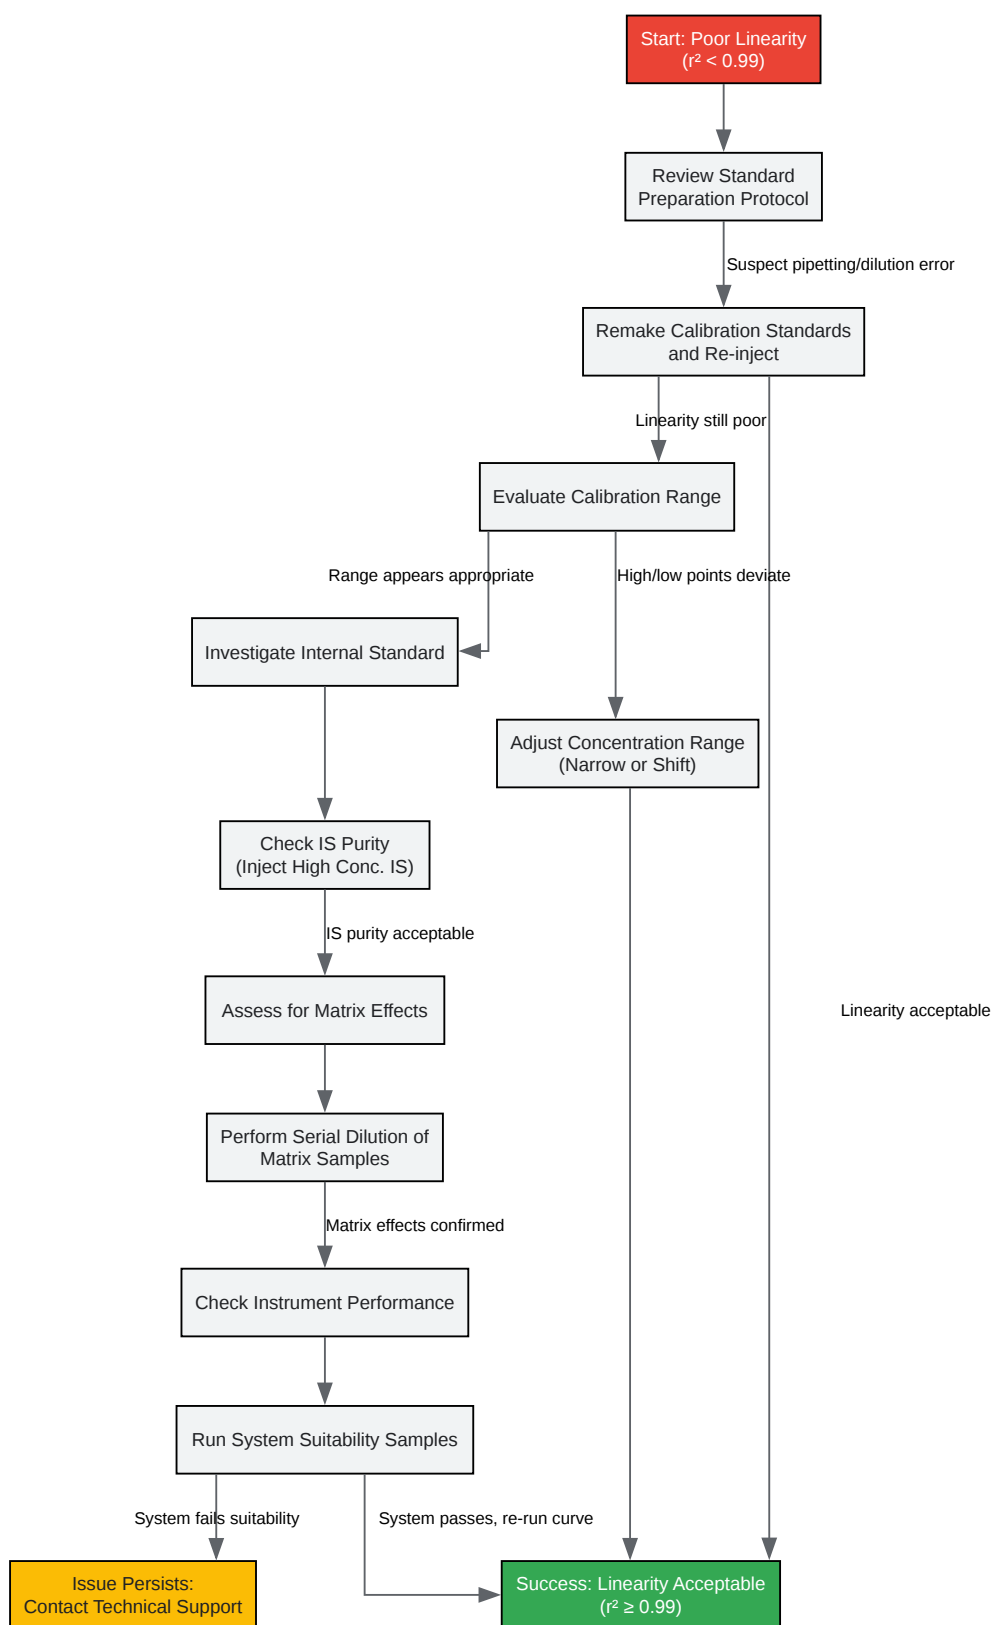 Start: Poor Linearity
(r² < 0.99)
Review Standard
Preparation Protocol
Suspect pipetting/dilution error
Remake Calibration Standards
and Re-inject
Linearity still poor
Evaluate Calibration Range
Range appears appropriate
High/low points deviate
Investigate Internal Standard
Adjust Concentration Range
(Narrow or Shift)
Check IS Purity
(Inject High Conc. IS)
IS purity acceptable
Assess for Matrix Effects
Linearity acceptable
Perform Serial Dilution of
Matrix Samples
Matrix effects confirmed
Check Instrument Performance
Run System Suitability Samples
System fails suitability
System passes, re-run curve
Issue Persists:
Contact Technical Support
Success: Linearity Acceptable
(r² ≥ 0.99)